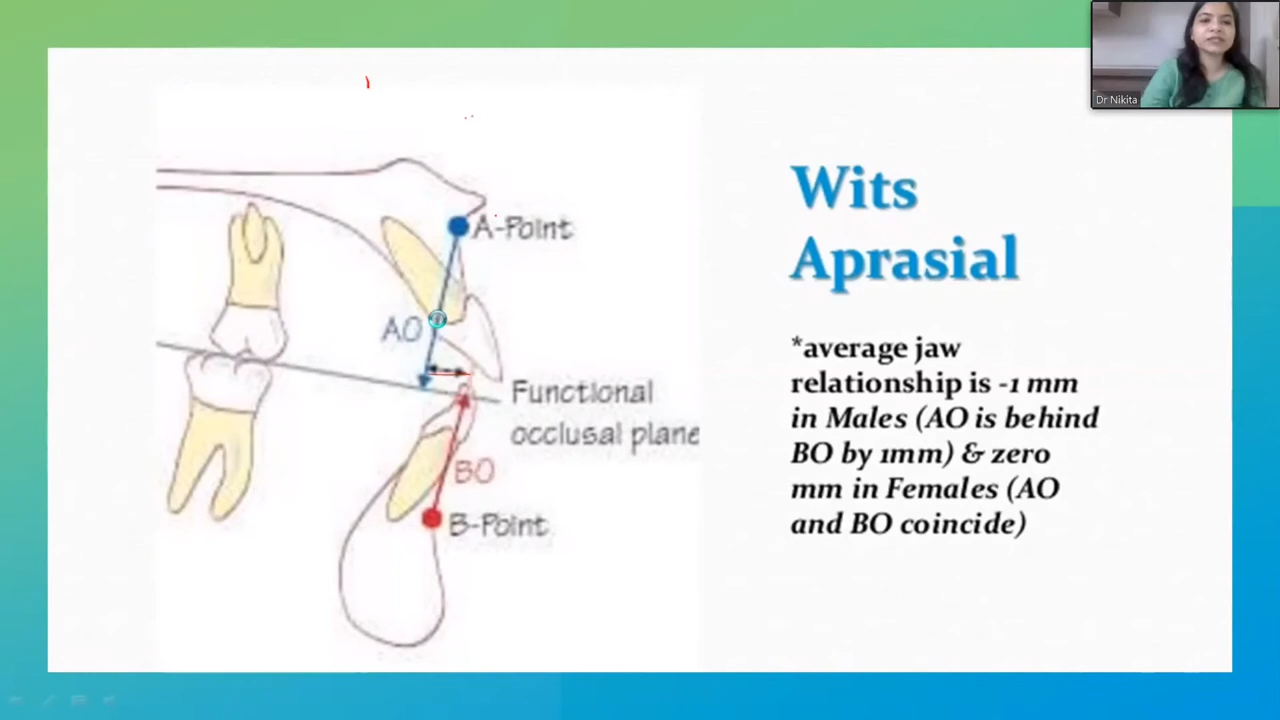 Dr Nikita
A-Point
AO
Functional
occlusal plane
BO
B-Point
Wits
Aprasial
*average jaw
relationship is -1 mm
in Males (AO is behind
BO by 1mm) & zero
mm in Females (AO
and BO coincide)